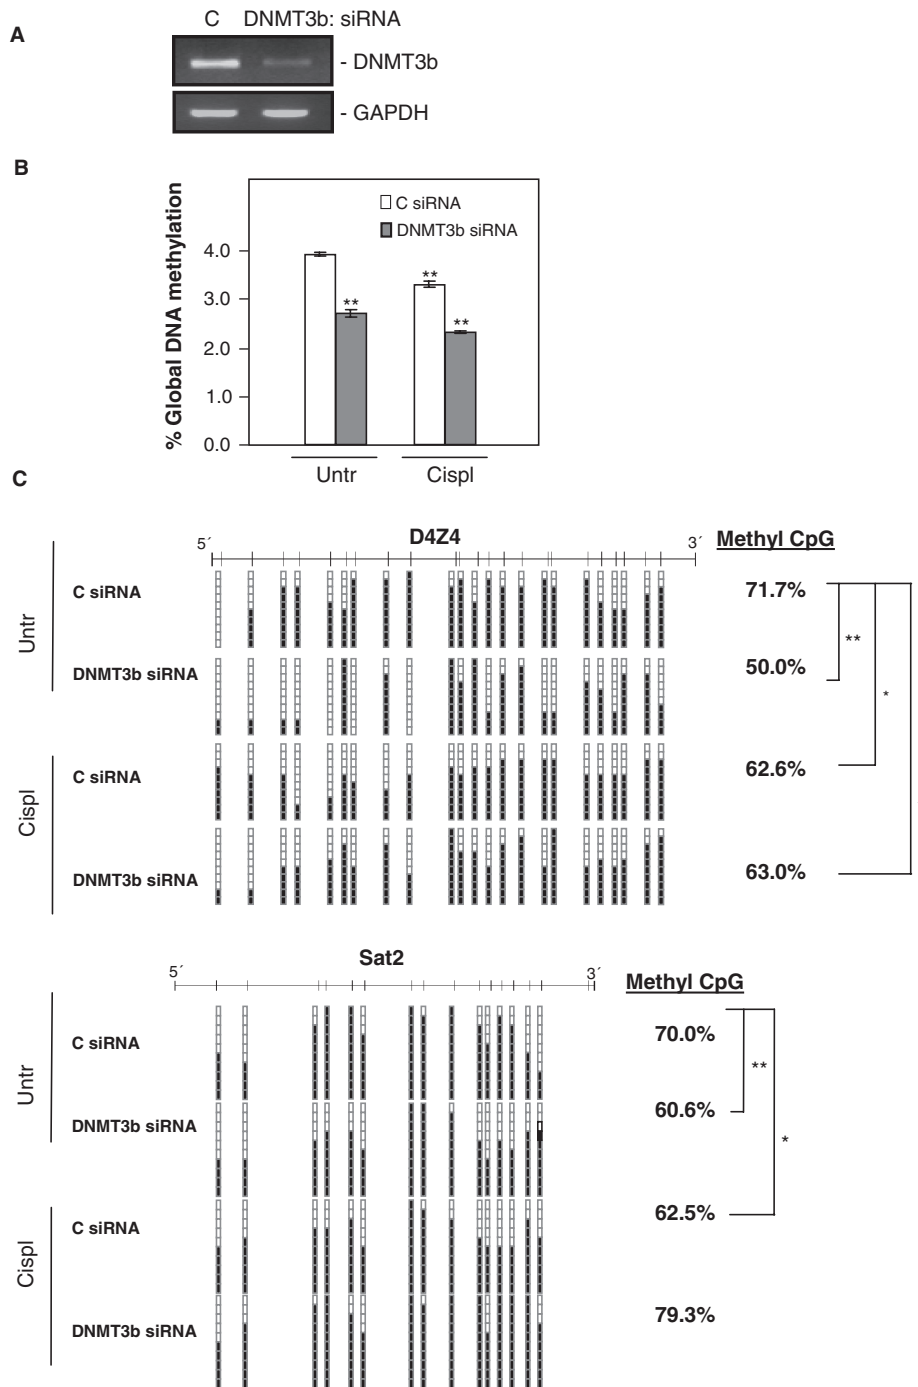 A
C DNMT3b: siRNA
- DNMT3b
- GAPDH
B
% Global DNA methylation
C siRNA
DNMT3b siRNA
4.0
3.0
2.0
1.0
0.0
**
**
**
Untr
Cispl
C
5´
D4Z4
3´
Methyl CpG
Untr
C siRNA
71.7%
DNMT3b siRNA
50.0%
**
*
Cispl
C siRNA
62.6%
DNMT3b siRNA
63.0%
5´
Sat2
3´
Methyl CpG
Untr
C siRNA
70.0%
DNMT3b siRNA
60.6%
**
*
Cispl
C siRNA
62.5%
DNMT3b siRNA
79.3%